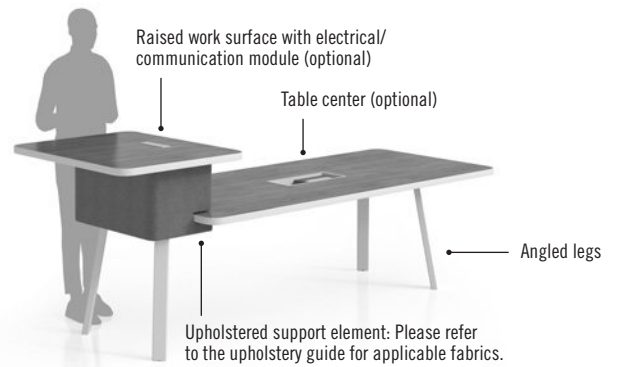 Raised work surface with electrical/
communication module (optional)
Table center (optional)
Angled legs
Upholstered support element: Please refer
to the upholstery guide for applicable fabrics.